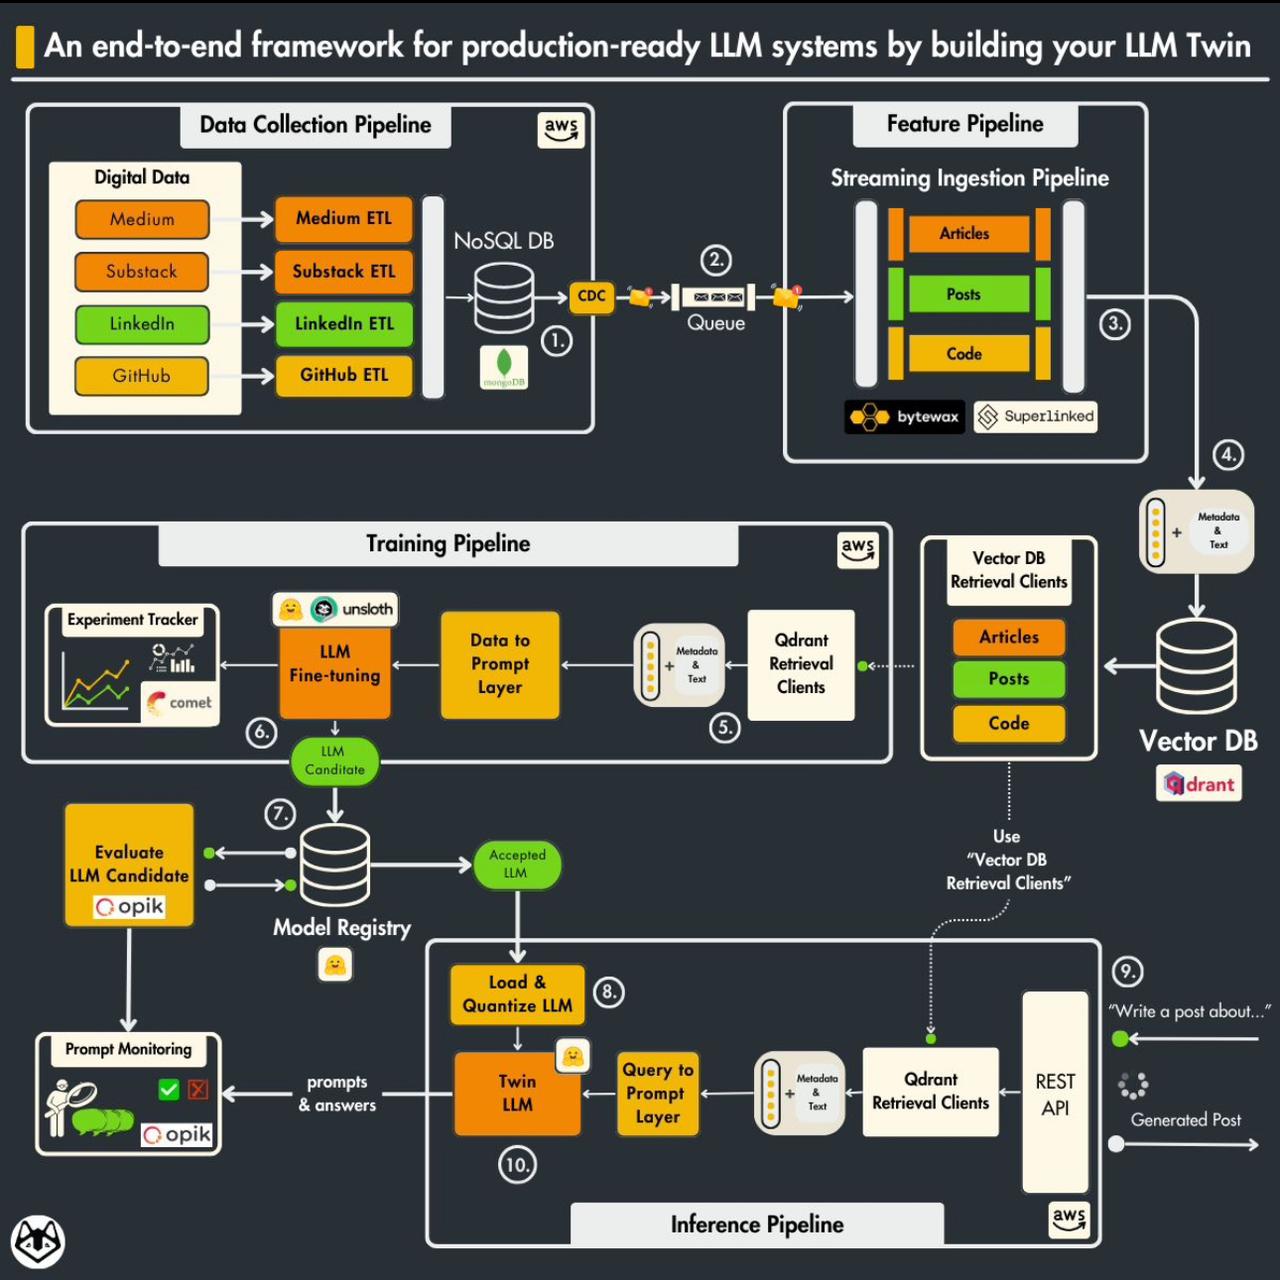 An end-to-end framework for production-ready LLM systems by building your LLM Twin
Data Collection Pipeline
aws
Digital Data
Medium
Substack
LinkedIn
GitHub
Medium ETL
Substack ETL
LinkedIn ETL
GitHub ETL
NoSQL DB
1.
mongoDB
CDC
2.
Queue
Feature Pipeline
Streaming Ingestion Pipeline
Articles
Posts
Code
3.
bytewax
Superlinked
4.
+
Metadata
&
Text
Vector DB
qdrant
Vector DB
Retrieval Clients
Articles
Posts
Code
Training Pipeline
aws
Experiment Tracker
comet
unsloth
LLM
Fine-tuning
Data to
Prompt
Layer
+
Metadata
&
Text
Qdrant
Retrieval
Clients
5.
6.
LLM
Canditate
7.
Evaluate
LLM Candidate
opik
Model Registry
Accepted
LLM
Use
“Vector DB
Retrieval Clients”
Load &
Quantize LLM
8.
9.
“Write a post about...”
Generated Post
Prompt Monitoring
opik
prompts
& answers
Twin
LLM
10.
Query to
Prompt
Layer
+
Metadata
&
Text
Qdrant
Retrieval Clients
REST
API
Inference Pipeline
aws